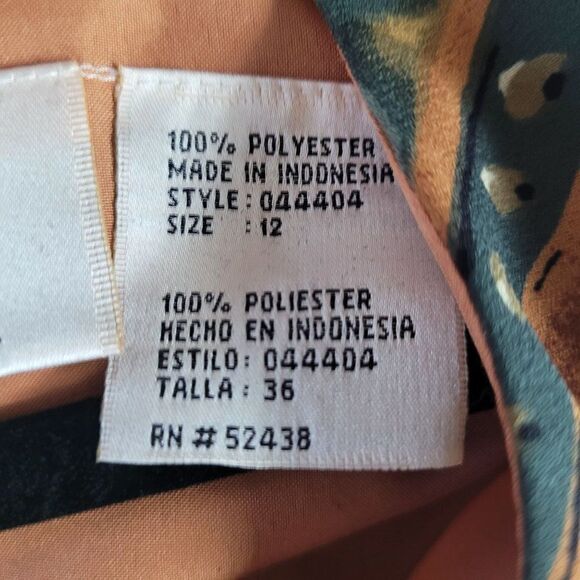 100% POLYESTER
MADE IN INDONESIA
STYLE: 044404
SIZE : 12
100% POLIESTER
HECHO EN INDONESIA
ESTILO: 044404
TALLA : 36
RN # 52438